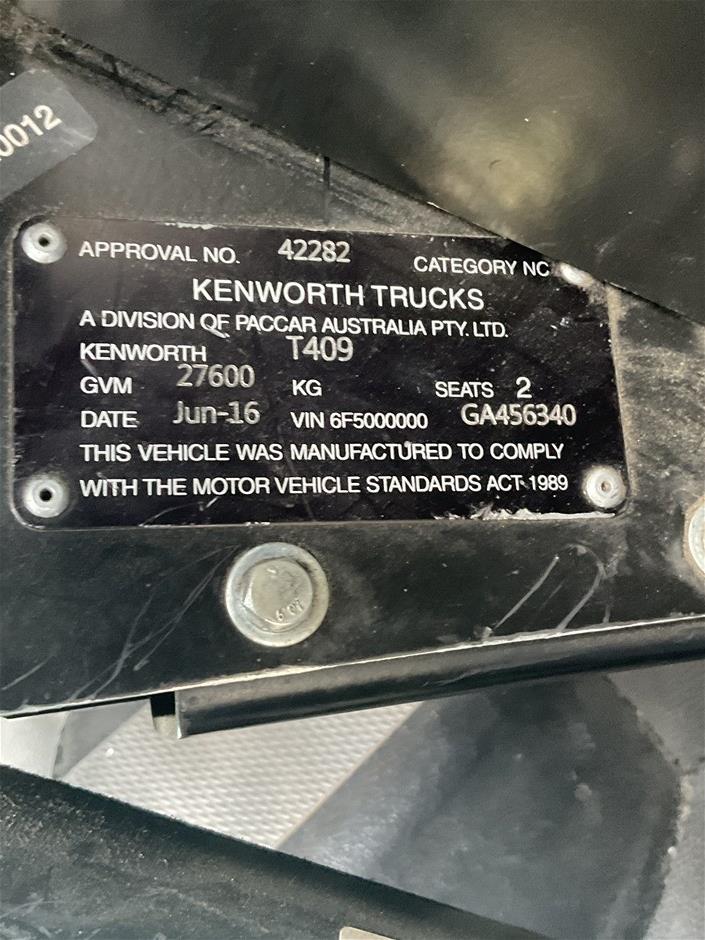 0012
APPROVAL NO. 42282 CATEGORY NC
KENWORTH TRUCKS
A DIVISION OF PACCAR AUSTRALIA PTY. LTD.
KENWORTH T409
GVM 27600 KG SEATS 2
DATE Jun-16 VIN 6F5000000 GA456340
THIS VEHICLE WAS MANUFACTURED TO COMPLY
WITH THE MOTOR VEHICLE STANDARDS ACT 1989